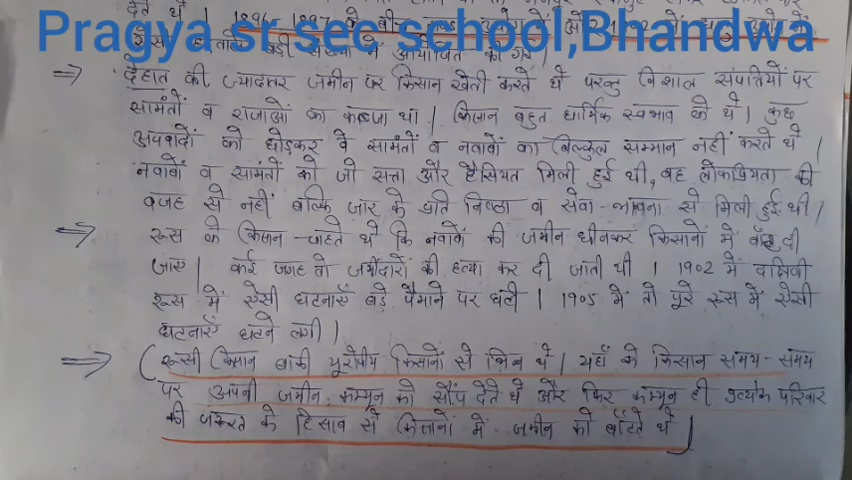 देते थे |
Pragya sr sec school,Bhandwa
बड़ी संख्या में आयोजित की गई |
⇒ देहात की ज्यादातर जमीन पर किसान खेती करते थे परन्तु विशाल संपत्तियों पर
सामंतों व राजाओं का कब्जा था | किसान बहुत धार्मिक स्वभाव के थे | कुछ
अपवादों को छोड़कर वे सामंतों व नवाबों का बिल्कुल सम्मान नहीं करते थे |
नवाबों व सामंतों को जो सत्ता और हैसियत मिली हुई थी, वह लोकप्रियता की
वजह से नहीं बल्कि जार के प्रति निष्ठा व सेवा-भावना से मिली हुई थी |
⇒ रूस के किसान चाहते थे कि नवाबों की जमीन छीनकर किसानों में बाँट दी
जाए | कई जगह तो जमींदारों की हत्या कर दी जाती थी | 1902 में दक्षिणी
रूस में ऐसी घटनाएँ बड़े पैमाने पर घटी | 1905 में तो पूरे रूस में ऐसी
घटनाएँ घटने लगी |
⇒ (रूसी किसान बाकी यूरोपीय किसानों से भिन्न थे | यहाँ के किसान समय-समय
पर अपनी जमीन कम्यून को सौंप देते थे और फिर कम्यून ही प्रत्येक परिवार
की जरूरत के हिसाब से किसानों में जमीन को बाँटते थे )